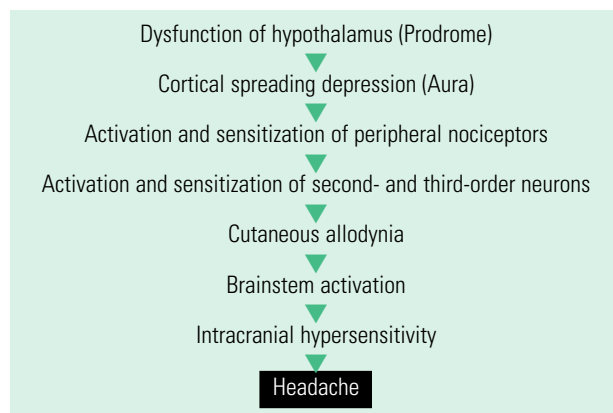 Dysfunction of hypothalamus (Prodrome)
Cortical spreading depression (Aura)
Activation and sensitization of peripheral nociceptors
Activation and sensitization of second- and third-order neurons
Cutaneous allodynia
Brainstem activation
Intracranial hypersensitivity
Headache